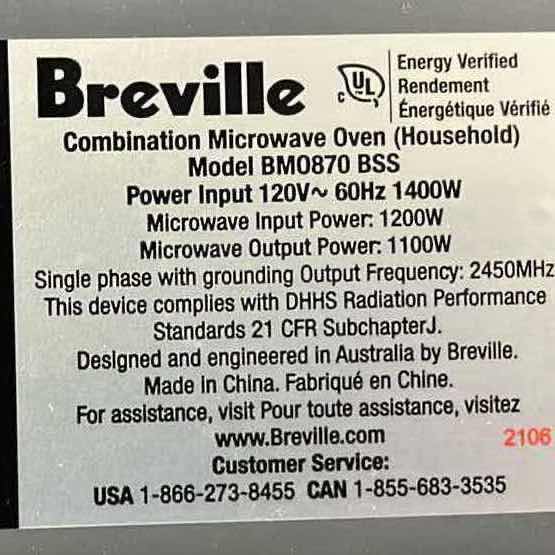 Breville
C UL
Energy Verified
Rendement
Énergétique Vérifié
Combination Microwave Oven (Household)
Model BMO870 BSS
Power Input 120V~ 60Hz 1400W
Microwave Input Power: 1200W
Microwave Output Power: 1100W
Single phase with grounding Output Frequency: 2450MHz
This device complies with DHHS Radiation Performance
Standards 21 CFR SubchapterJ.
Designed and engineered in Australia by Breville.
Made in China. Fabriqué en Chine.
For assistance, visit Pour toute assistance, visitez
www.Breville.com
2106
Customer Service:
USA 1-866-273-8455 CAN 1-855-683-3535